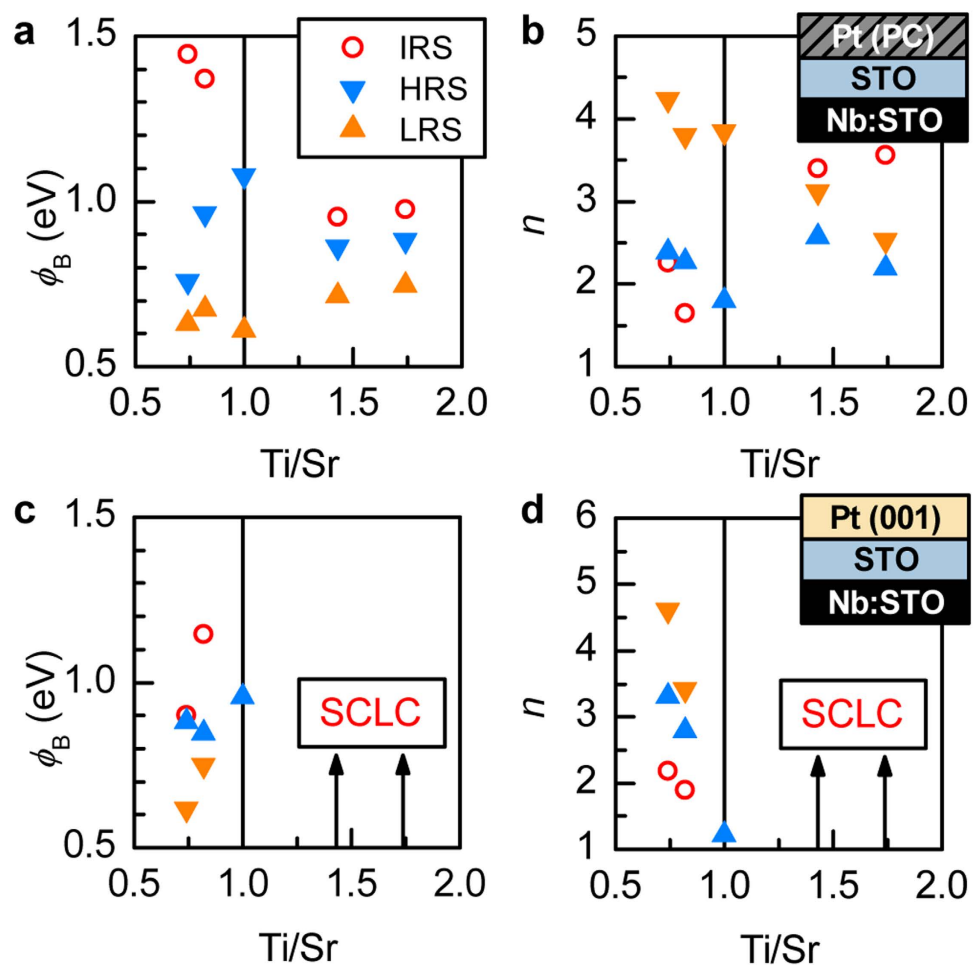 a
1.5
1.0
0.5
ϕB (eV)
0.5 1.0 1.5 2.0
Ti/Sr
IRS
HRS
LRS
b
5
4
3
2
1
n
0.5 1.0 1.5 2.0
Ti/Sr
Pt (PC)
STO
Nb:STO
c
1.5
1.0
0.5
ϕB (eV)
0.5 1.0 1.5 2.0
Ti/Sr
SCLC
d
6
5
4
3
2
1
n
0.5 1.0 1.5 2.0
Ti/Sr
SCLC
Pt (001)
STO
Nb:STO